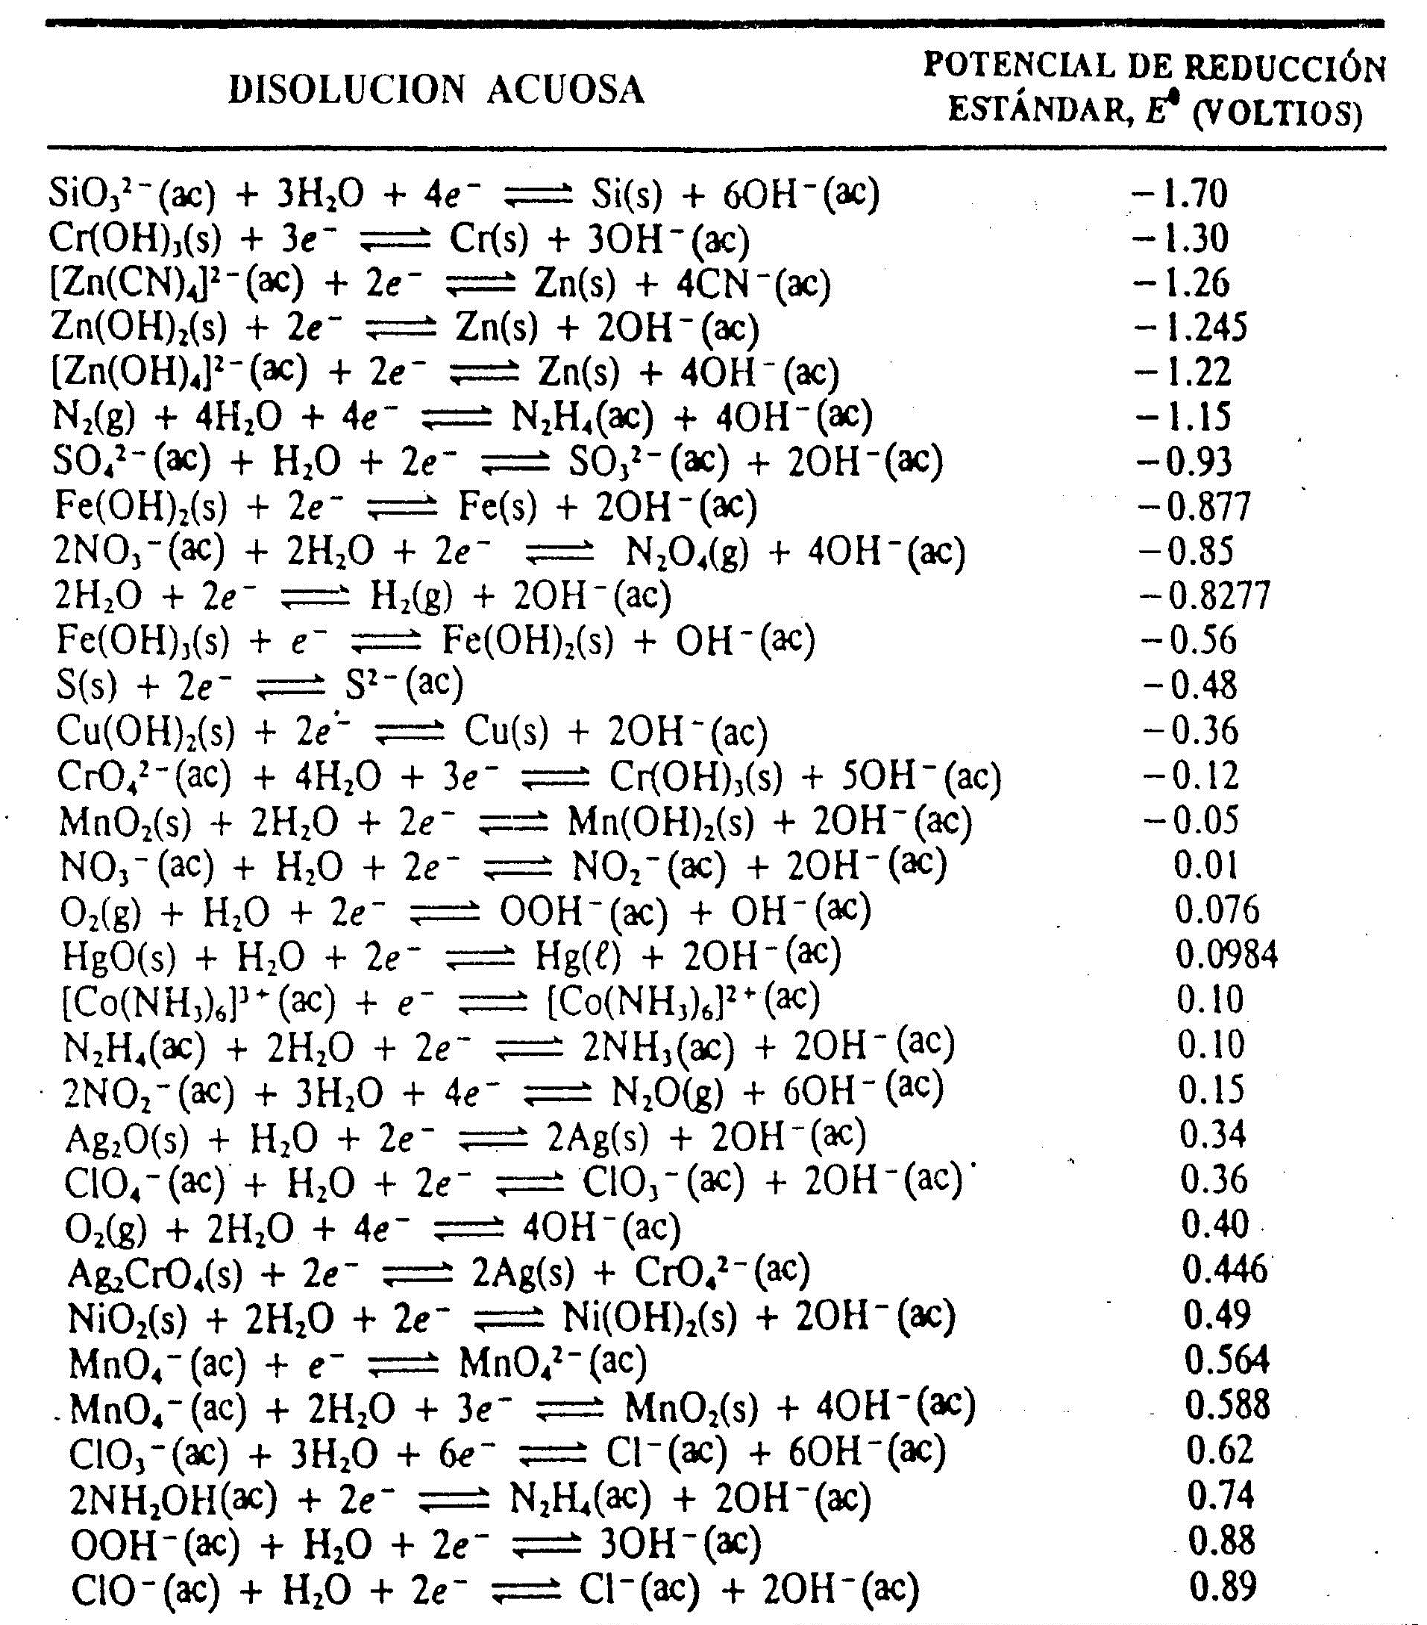 DISOLUCION ACUOSA
POTENCIAL DE REDUCCIÓN
ESTÁNDAR, E⁰ (VOLTIOS)
SiO₃²⁻(ac) + 3H₂O + 4e⁻ ⇌ Si(s) + 6OH⁻(ac) −1.70
Cr(OH)₃(s) + 3e⁻ ⇌ Cr(s) + 3OH⁻(ac) −1.30
[Zn(CN)₄]²⁻(ac) + 2e⁻ ⇌ Zn(s) + 4CN⁻(ac) −1.26
Zn(OH)₂(s) + 2e⁻ ⇌ Zn(s) + 2OH⁻(ac) −1.245
[Zn(OH)₄]²⁻(ac) + 2e⁻ ⇌ Zn(s) + 4OH⁻(ac) −1.22
N₂(g) + 4H₂O + 4e⁻ ⇌ N₂H₄(ac) + 4OH⁻(ac) −1.15
SO₄²⁻(ac) + H₂O + 2e⁻ ⇌ SO₃²⁻(ac) + 2OH⁻(ac) −0.93
Fe(OH)₂(s) + 2e⁻ ⇌ Fe(s) + 2OH⁻(ac) −0.877
2NO₃⁻(ac) + 2H₂O + 2e⁻ ⇌ N₂O₄(g) + 4OH⁻(ac) −0.85
2H₂O + 2e⁻ ⇌ H₂(g) + 2OH⁻(ac) −0.8277
Fe(OH)₃(s) + e⁻ ⇌ Fe(OH)₂(s) + OH⁻(ac) −0.56
S(s) + 2e⁻ ⇌ S²⁻(ac) −0.48
Cu(OH)₂(s) + 2e⁻ ⇌ Cu(s) + 2OH⁻(ac) −0.36
CrO₄²⁻(ac) + 4H₂O + 3e⁻ ⇌ Cr(OH)₃(s) + 5OH⁻(ac) −0.12
MnO₂(s) + 2H₂O + 2e⁻ ⇌ Mn(OH)₂(s) + 2OH⁻(ac) −0.05
NO₃⁻(ac) + H₂O + 2e⁻ ⇌ NO₂⁻(ac) + 2OH⁻(ac) 0.01
O₂(g) + H₂O + 2e⁻ ⇌ OOH⁻(ac) + OH⁻(ac) 0.076
HgO(s) + H₂O + 2e⁻ ⇌ Hg(ℓ) + 2OH⁻(ac) 0.0984
[Co(NH₃)₆]³⁺(ac) + e⁻ ⇌ [Co(NH₃)₆]²⁺(ac) 0.10
N₂H₄(ac) + 2H₂O + 2e⁻ ⇌ 2NH₃(ac) + 2OH⁻(ac) 0.10
2NO₂⁻(ac) + 3H₂O + 4e⁻ ⇌ N₂O(g) + 6OH⁻(ac) 0.15
Ag₂O(s) + H₂O + 2e⁻ ⇌ 2Ag(s) + 2OH⁻(ac) 0.34
ClO₄⁻(ac) + H₂O + 2e⁻ ⇌ ClO₃⁻(ac) + 2OH⁻(ac) 0.36
O₂(g) + 2H₂O + 4e⁻ ⇌ 4OH⁻(ac) 0.40
Ag₂CrO₄(s) + 2e⁻ ⇌ 2Ag(s) + CrO₄²⁻(ac) 0.446
NiO₂(s) + 2H₂O + 2e⁻ ⇌ Ni(OH)₂(s) + 2OH⁻(ac) 0.49
MnO₄⁻(ac) + e⁻ ⇌ MnO₄²⁻(ac) 0.564
MnO₄⁻(ac) + 2H₂O + 3e⁻ ⇌ MnO₂(s) + 4OH⁻(ac) 0.588
ClO₃⁻(ac) + 3H₂O + 6e⁻ ⇌ Cl⁻(ac) + 6OH⁻(ac) 0.62
2NH₂OH(ac) + 2e⁻ ⇌ N₂H₄(ac) + 2OH⁻(ac) 0.74
OOH⁻(ac) + H₂O + 2e⁻ ⇌ 3OH⁻(ac) 0.88
ClO⁻(ac) + H₂O + 2e⁻ ⇌ Cl⁻(ac) + 2OH⁻(ac) 0.89